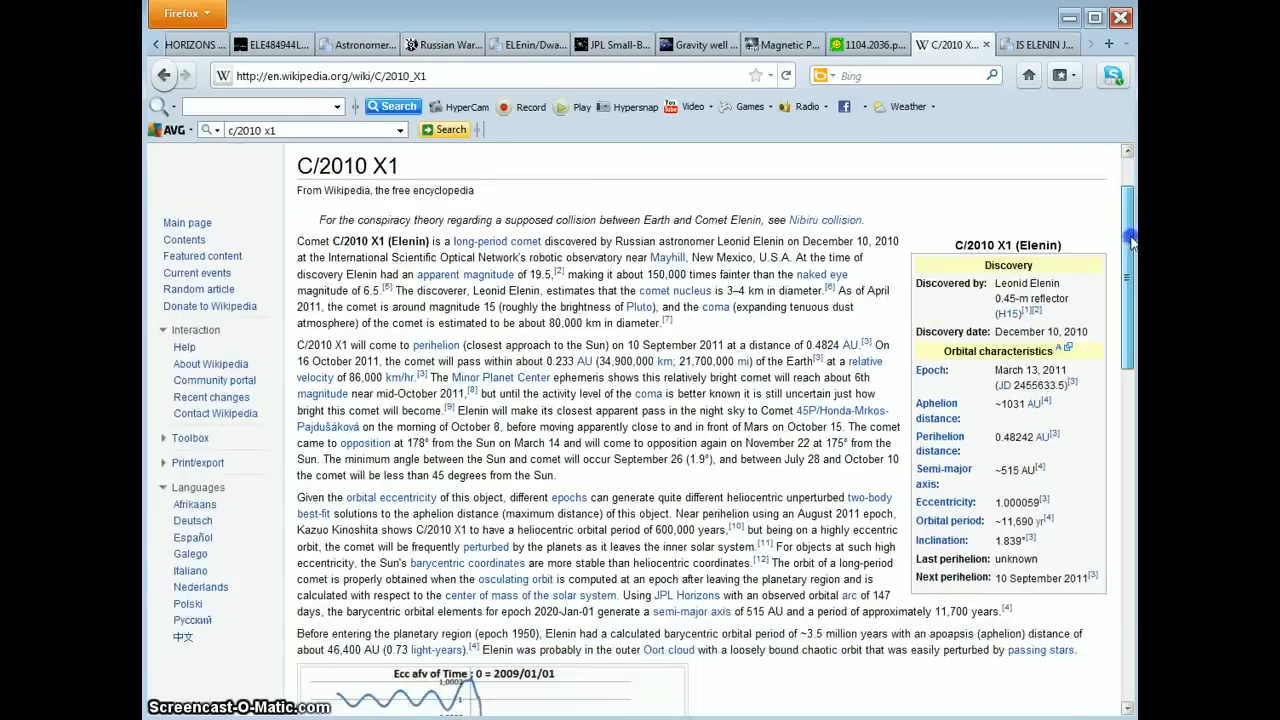 Firefox
HORIZONS ...
ELE484944L...
Astronomer...
Russian War...
ELEnin/Dwa...
JPL Small-B...
Gravity well ...
Magnetic P...
1104.2036.p...
C/2010 X...
IS ELENIN J...
http://en.wikipedia.org/wiki/C/2010_X1
Bing
Search
HyperCam
Record
Play
Hypersnap
Video
Games
Radio
Weather
AVG
c/2010 x1
Search
C/2010 X1
From Wikipedia, the free encyclopedia
For the conspiracy theory regarding a supposed collision between Earth and Comet Elenin, see Nibiru collision.
Main page
Contents
Featured content
Current events
Random article
Donate to Wikipedia
Interaction
Help
About Wikipedia
Community portal
Recent changes
Contact Wikipedia
Toolbox
Print/export
Languages
Afrikaans
Deutsch
Español
Galego
Italiano
Nederlands
Polski
Русский
中文
Comet C/2010 X1 (Elenin) is a long-period comet discovered by Russian astronomer Leonid Elenin on December 10, 2010
at the International Scientific Optical Network's robotic observatory near Mayhill, New Mexico, U.S.A. At the time of
discovery Elenin had an apparent magnitude of 19.5,[2] making it about 150,000 times fainter than the naked eye
magnitude of 6.5.[5] The discoverer, Leonid Elenin, estimates that the comet nucleus is 3–4 km in diameter.[6] As of April
2011, the comet is around magnitude 15 (roughly the brightness of Pluto), and the coma (expanding tenuous dust
atmosphere) of the comet is estimated to be about 80,000 km in diameter.[7]
C/2010 X1 will come to perihelion (closest approach to the Sun) on 10 September 2011 at a distance of 0.4824 AU.[3] On
16 October 2011, the comet will pass within about 0.233 AU (34,900,000 km; 21,700,000 mi) of the Earth[3] at a relative
velocity of 86,000 km/hr.[3] The Minor Planet Center ephemeris shows this relatively bright comet will reach about 6th
magnitude near mid-October 2011,[8] but until the activity level of the coma is better known it is still uncertain just how
bright this comet will become.[9] Elenin will make its closest apparent pass in the night sky to Comet 45P/Honda-Mrkos-
Pajdušáková on the morning of October 8, before moving apparently close to and in front of Mars on October 15. The comet
came to opposition at 178° from the Sun on March 14 and will come to opposition again on November 22 at 175° from the
Sun. The minimum angle between the Sun and comet will occur September 26 (1.9°), and between July 28 and October 10
the comet will be less than 45 degrees from the Sun.
Given the orbital eccentricity of this object, different epochs can generate quite different heliocentric unperturbed two-body
best-fit solutions to the aphelion distance (maximum distance) of this object. Near perihelion using an August 2011 epoch,
Kazuo Kinoshita shows C/2010 X1 to have a heliocentric orbital period of 600,000 years,[10] but being on a highly eccentric
orbit, the comet will be frequently perturbed by the planets as it leaves the inner solar system.[11] For objects at such high
eccentricity, the Sun's barycentric coordinates are more stable than heliocentric coordinates.[12] The orbit of a long-period
comet is properly obtained when the osculating orbit is computed at an epoch after leaving the planetary region and is
calculated with respect to the center of mass of the solar system. Using JPL Horizons with an observed orbital arc of 147
days, the barycentric orbital elements for epoch 2020-Jan-01 generate a semi-major axis of 515 AU and a period of approximately 11,700 years.[4]
Before entering the planetary region (epoch 1950), Elenin had a calculated barycentric orbital period of ~3.5 million years with an apoapsis (aphelion) distance of
about 46,400 AU (0.73 light-years).[4] Elenin was probably in the outer Oort cloud with a loosely bound chaotic orbit that was easily perturbed by passing stars.
C/2010 X1 (Elenin)
Discovery
Discovered by: Leonid Elenin
0.45-m reflector
(H15)[1][2]
Discovery date: December 10, 2010
Orbital characteristics A
Epoch: March 13, 2011
(JD 2455633.5)[3]
Aphelion distance: ~1031 AU[4]
Perihelion distance: 0.48242 AU[3]
Semi-major axis: ~515 AU[4]
Eccentricity: 1.000059[3]
Orbital period: ~11,690 yr[4]
Inclination: 1.839°[3]
Last perihelion: unknown
Next perihelion: 10 September 2011[3]
Ecc afv of Time ; 0 = 2009/01/01
1,0002
1
Screencast-O-Matic.com